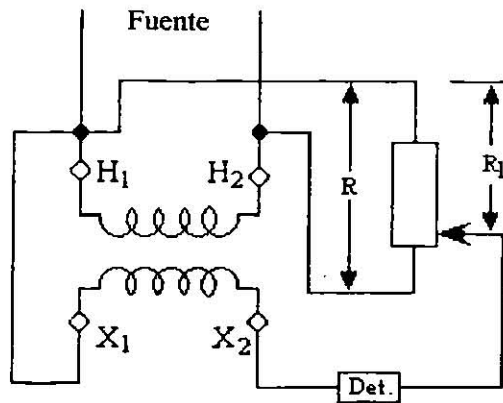 Fuente
H1 H2
R
R1
X1 X2
Det.